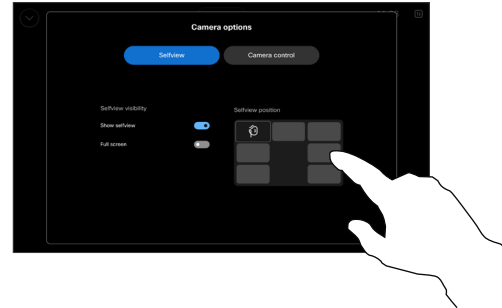 Camera options
Selfview
Camera control
Selfview visibility
Selfview position
Show selfview
Full screen